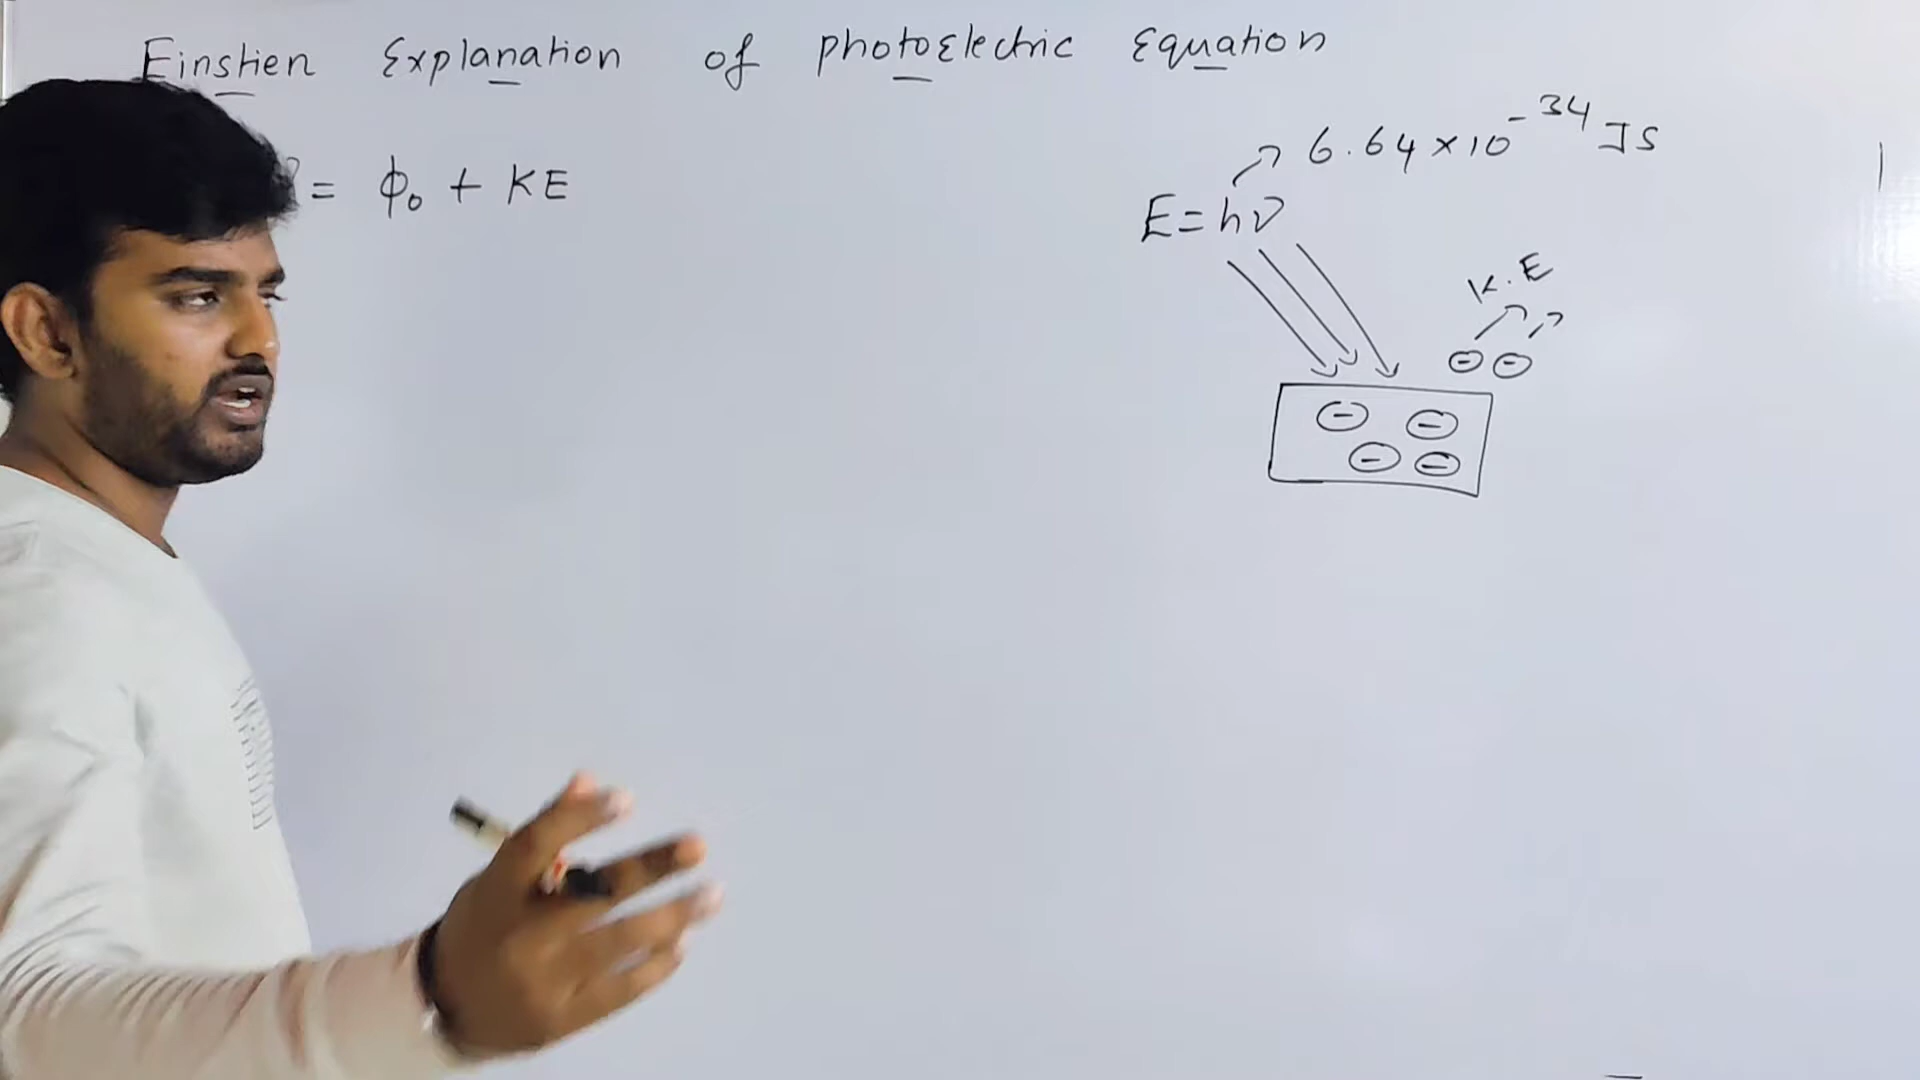 Einstien Explanation of photoElectric Equation
= ϕ₀ + KE
6.64 × 10⁻³⁴ JS
E = hν
K.E